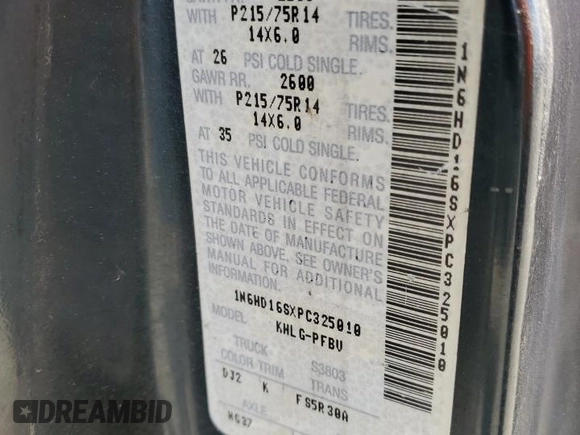 WITH P215/75R14 TIRES.
14X6.0 RIMS.
AT 26 PSI COLD SINGLE.
GAWR RR. 2600
WITH P215/75R14 TIRES.
14X6.0 RIMS.
AT 35 PSI COLD SINGLE.
THIS VEHICLE CONFORMS
TO ALL APPLICABLE FEDERAL
MOTOR VEHICLE SAFETY
STANDARDS IN EFFECT ON
THE DATE OF MANUFACTURE
SHOWN ABOVE. SEE OWNER'S
MANUAL FOR ADDITIONAL
INFORMATION.
1N6HD16SXPC325010
MODEL KHLG-PFBV
TRUCK S3803
COLOR TRIM TRANS
DJ2 K FS5R30A
AXLE
HG37
1N6HD16SXPC325010
DREAMBID